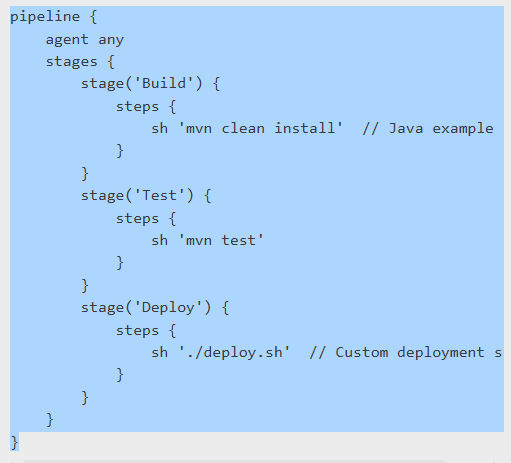 pipeline {
    agent any
    stages {
        stage('Build') {
            steps {
                sh 'mvn clean install'  // Java example
            }
        }
        stage('Test') {
            steps {
                sh 'mvn test'
            }
        }
        stage('Deploy') {
            steps {
                sh './deploy.sh'  // Custom deployment s
            }
        }
    }
}